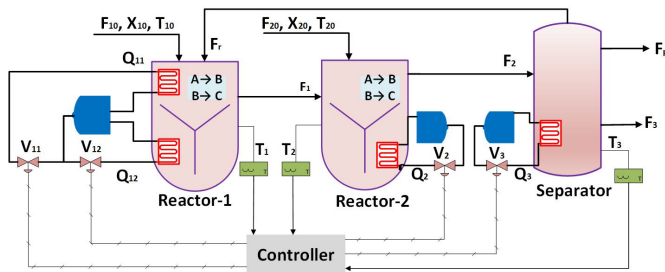 F₁₀, X₁₀, T₁₀
F₂₀, X₂₀, T₂₀
Fᵣ
Q₁₁
A→ B
B→ C
A→ B
B→ C
F₁
F₂
F₃
V₁₁
V₁₂
Q₁₂
T₁
T₂
V₂
V₃
T₃
Q₂
Q₃
T
T
T
Reactor-1
Reactor-2
Separator
Controller